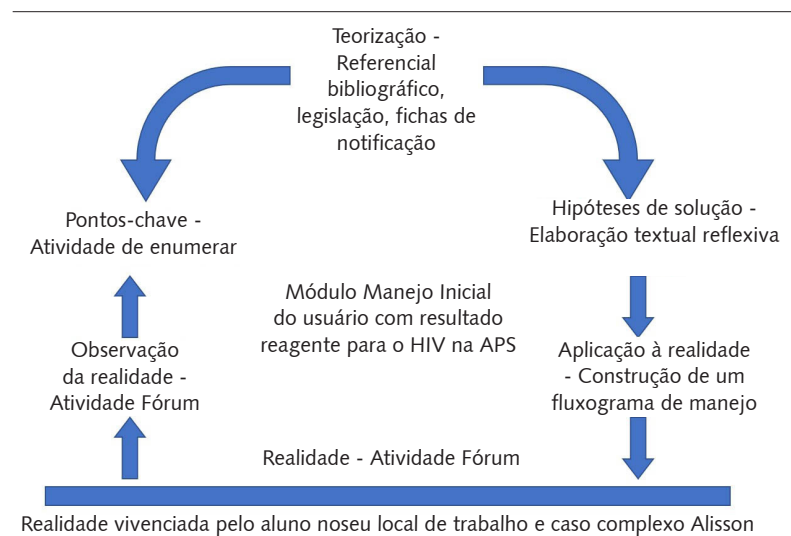 Teorização -
Referencial
bibliográfico,
legislação, fichas de
notificação
Pontos-chave -
Atividade de enumerar
Hipóteses de solução -
Elaboração textual reflexiva
Módulo Manejo Inicial
do usuário com resultado
reagente para o HIV na APS
Observação
da realidade -
Atividade Fórum
Aplicação à realidade
- Construção de um
fluxograma de manejo
Realidade - Atividade Fórum
Realidade vivenciada pelo aluno noseu local de trabalho e caso complexo Alisson